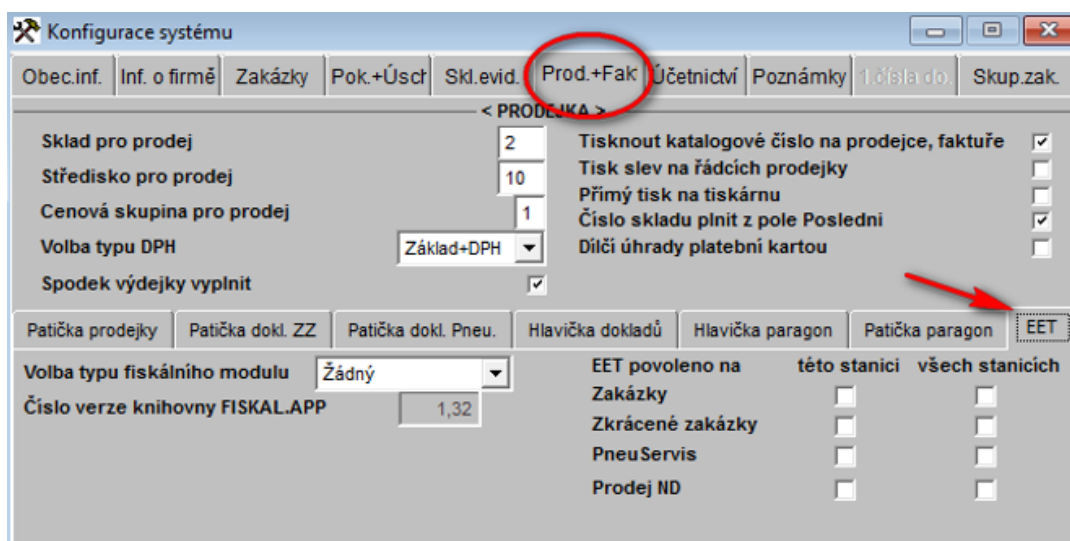 Konfigurace systému
Obec.inf. Inf. o firmě Zakázky Pok.+Úsch Skl.evid. Prod.+Fak Účetnictví Poznámky 1.čísla do. Skup.zak.
< PRODEJKA >
Sklad pro prodej 2 Tisknout katalogové číslo na prodejce, faktuře
Středisko pro prodej 10 Tisk slev na řádcích prodejky
Přímý tisk na tiskárnu
Cenová skupina pro prodej 1 Číslo skladu plnit z pole Posledni
Volba typu DPH Základ+DPH Dílčí úhrady platební kartou
Spodek výdejky vyplnit
Patička prodejky Patička dokl. ZZ Patička dokl. Pneu. Hlavička dokladů Hlavička paragon Patička paragon EET
Volba typu fiskálního modulu Žádný EET povoleno na této stanici všech stanicích
Číslo verze knihovny FISKAL.APP 1,32 Zakázky
Zkrácené zakázky
PneuServis
Prodej ND